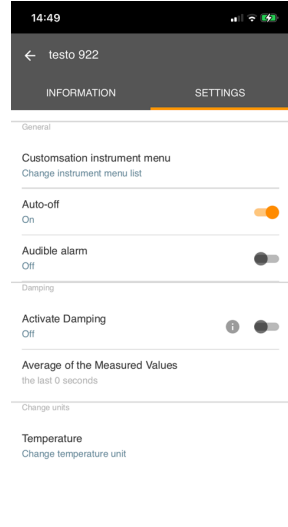 14:49
testo 922
INFORMATION SETTINGS
General
Customsation instrument menu
Change instrument menu list
Auto-off
On
Audible alarm
Off
Damping
Activate Damping
Off
Average of the Measured Values
the last 0 seconds
Change units
Temperature
Change temperature unit